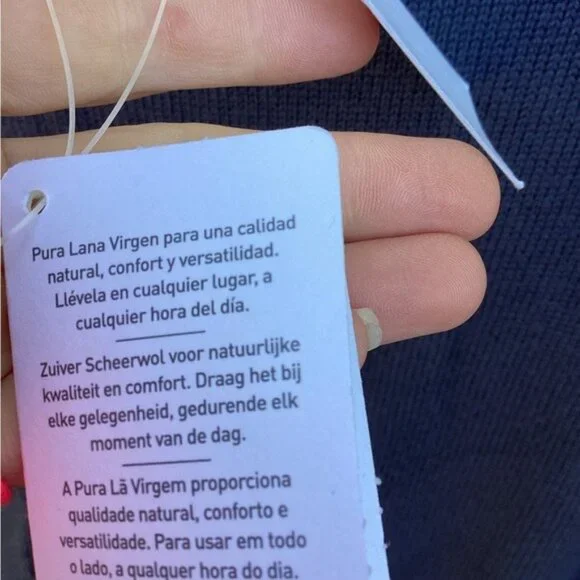 Pura Lana Virgen para una calidad
natural, confort y versatilidad.
Llévela en cualquier lugar, a
cualquier hora del día.
Zuiver Scheerwol voor natuurlijke
kwaliteit en comfort. Draag het bij
elke gelegenheid, gedurende elk
moment van de dag.
A Pura Lã Virgem proporciona
qualidade natural, conforto e
versatilidade. Para usar em todo
o lado, a qualquer hora do dia.